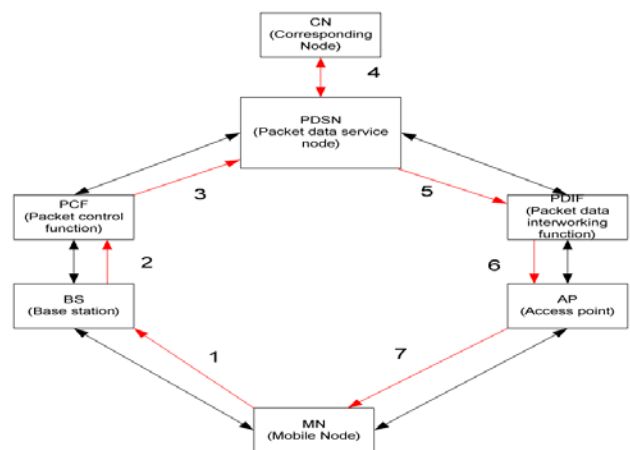 CN
(Corresponding
Node)
4
PDSN
(Packet data service
node)
3
5
PCF
(Packet control
function)
PDIF
(Packet data
interworking
function)
2
6
BS
(Base station)
AP
(Access point)
1
7
MN
(Mobile Node)